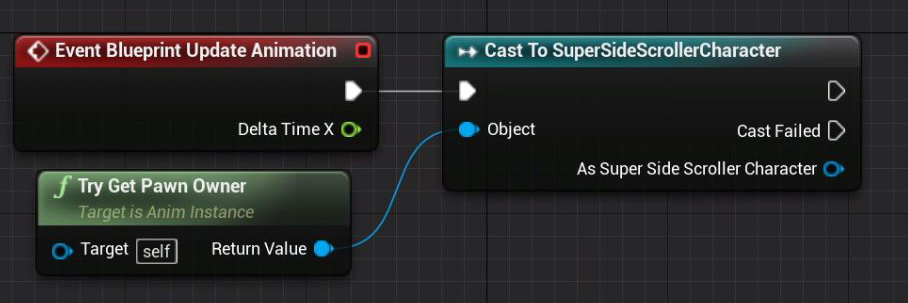 Event Blueprint Update Animation
Delta Time X
Cast To SuperSideScrollerCharacter
Object
Cast Failed
As Super Side Scroller Character
f Try Get Pawn Owner
Target is Anim Instance
Target self Return Value